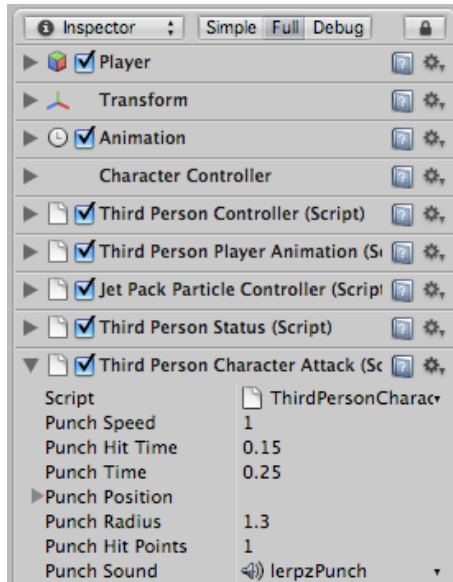 Inspector Simple Full Debug
Player
Transform
Animation
Character Controller
Third Person Controller (Script)
Third Person Player Animation (S
Jet Pack Particle Controller (Script
Third Person Status (Script)
Third Person Character Attack (Sc
Script ThirdPersonCharac
Punch Speed 1
Punch Hit Time 0.15
Punch Time 0.25
Punch Position
Punch Radius 1.3
Punch Hit Points 1
Punch Sound lerpzPunch